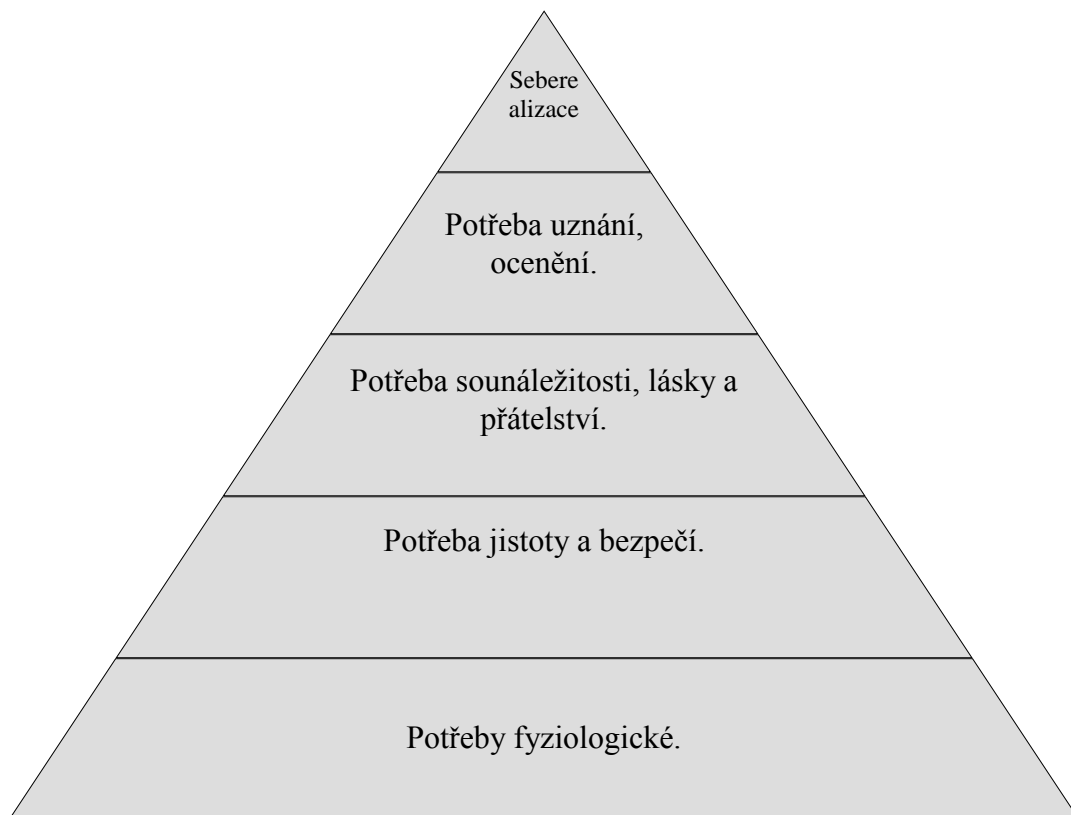 Sebere
alizace
Potřeba uznání,
ocenění.
Potřeba sounáležitosti, lásky a
přátelství.
Potřeba jistoty a bezpečí.
Potřeby fyziologické.